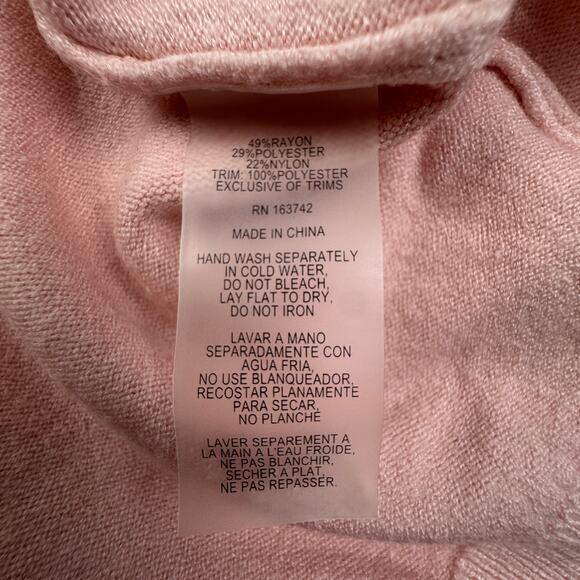 49%RAYON
29%POLYESTER
22%NYLON
TRIM: 100%POLYESTER
EXCLUSIVE OF TRIMS
RN 163742
MADE IN CHINA
HAND WASH SEPARATELY
IN COLD WATER,
DO NOT BLEACH,
LAY FLAT TO DRY,
DO NOT IRON
LAVAR A MANO
SEPARADAMENTE CON
AGUA FRIA,
NO USE BLANQUEADOR,
RECOSTAR PLANAMENTE
PARA SECAR,
NO PLANCHE
LAVER SEPAREMENT A
LA MAIN A L'EAU FROIDE,
NE PAS BLANCHIR,
SECHER A PLAT,
NE PAS REPASSER.